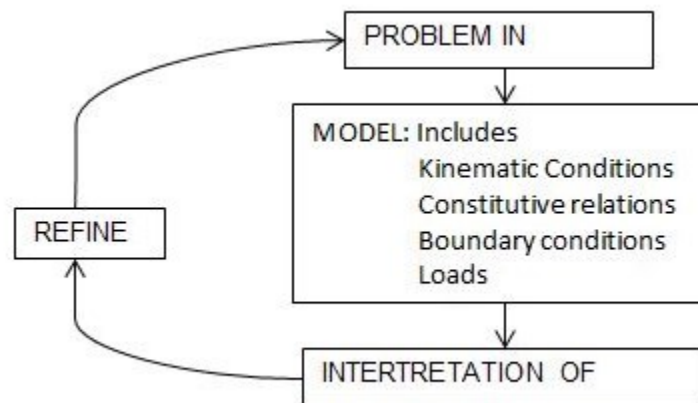 PROBLEM IN
MODEL: Includes
Kinematic Conditions
Constitutive relations
Boundary conditions
Loads
REFINE
INTERTRETATION OF